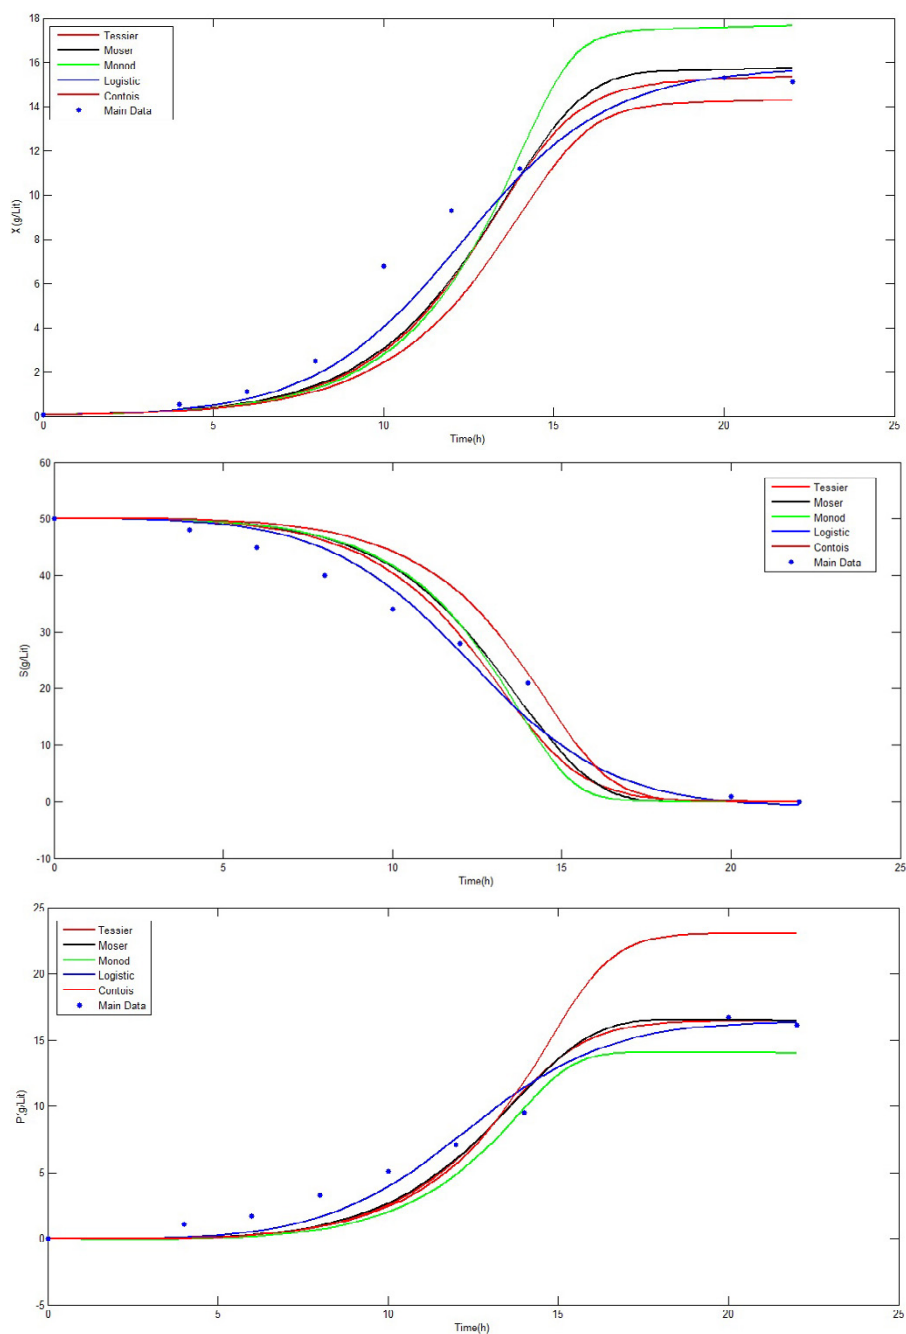 18
16
14
12
10
8
6
4
2
0
X (g/Lit)
Tessier
Moser
Monod
Logistic
Contois
Main Data
0 5 10 15 20 25
Time(h)
60
50
40
30
20
10
0
-10
S(g/Lit)
Tessier
Moser
Monod
Logistic
Contois
Main Data
0 5 10 15 20 25
Time(h)
25
20
15
10
5
0
-5
Tessier
Moser
Monod
Logistic
Contois
Main Data
0 5 10 15 20 25
Time(h)